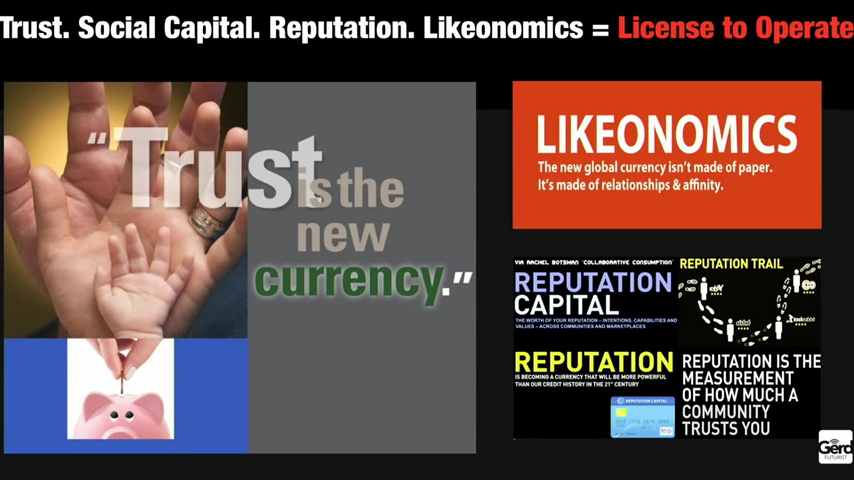 Trust. Social Capital. Reputation. Likeonomics = License to Operate
“Trust
is the
new
currency.”
LIKEONOMICS
The new global currency isn't made of paper.
It's made of relationships & affinity.
VIA RACHEL BOTSMAN 'COLLABORATIVE CONSUMPTION'
REPUTATION
CAPITAL
THE WORTH OF YOUR REPUTATION – INTENTIONS, CAPABILITIES AND
VALUES – ACROSS COMMUNITIES AND MARKETPLACES
REPUTATION TRAIL
ebY
REPUTATION
IS BECOMING A CURRENCY THAT WILL BE MORE POWERFUL
THAN OUR CREDIT HISTORY IN THE 21ST CENTURY
REPUTATION CAPITAL
REPUTATION IS THE
MEASUREMENT
OF HOW MUCH A
COMMUNITY
TRUSTS YOU
Gerd
FUTURIST